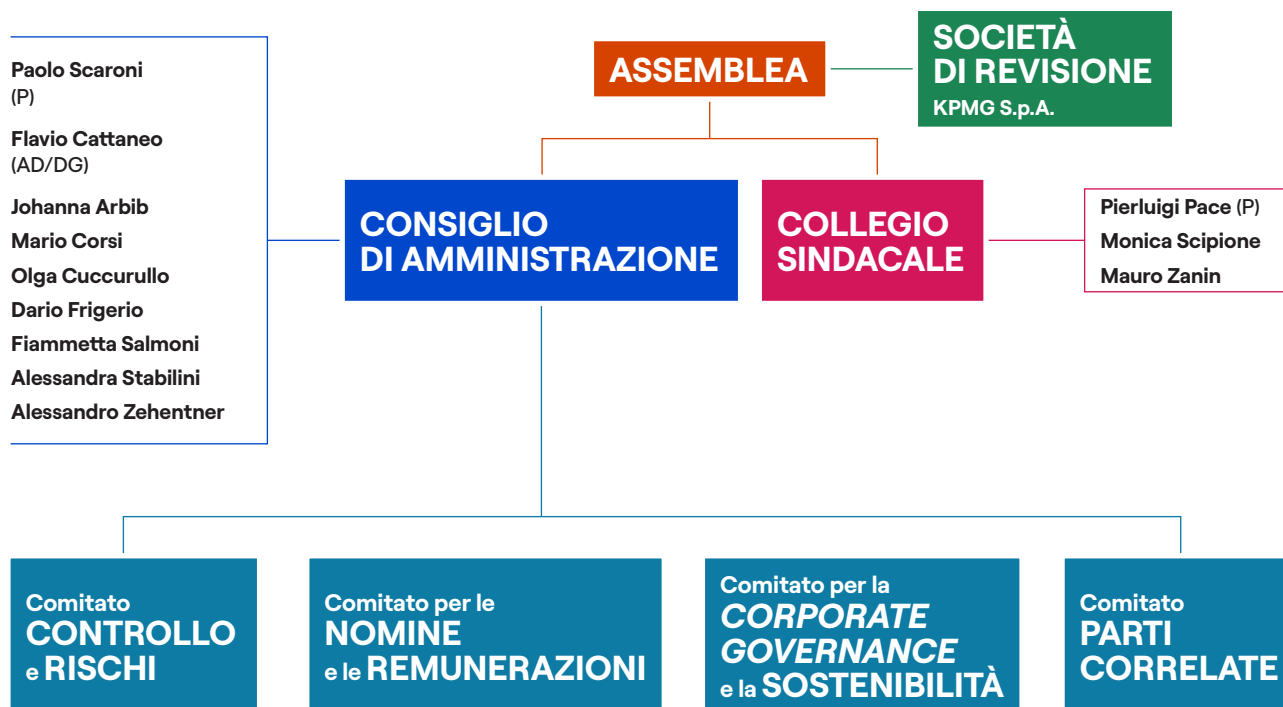 Paolo Scaroni
(P)
Flavio Cattaneo
(AD/DG)
Johanna Arbib
Mario Corsi
Olga Cuccurullo
Dario Frigerio
Fiammetta Salmoni
Alessandra Stabilini
Alessandro Zehentner
ASSEMBLEA
SOCIETÀ
DI REVISIONE
KPMG S.p.A.
CONSIGLIO
DI AMMINISTRAZIONE
COLLEGIO
SINDACALE
Pierluigi Pace (P)
Monica Scipione
Mauro Zanin
Comitato
CONTROLLO
e RISCHI
Comitato per le
NOMINE
e le REMUNERAZIONI
Comitato per la
CORPORATE
GOVERNANCE
e la SOSTENIBILITÀ
Comitato
PARTI
CORRELATE